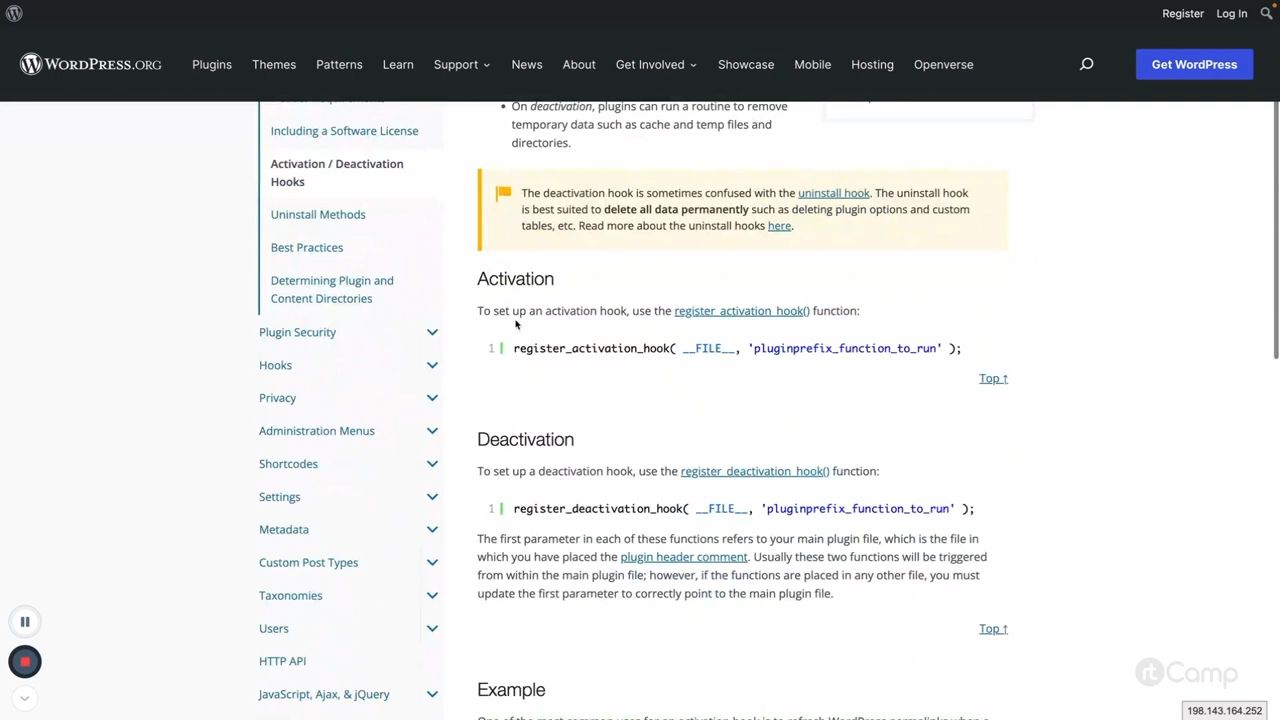 Register Log In
WORDPRESS.ORG Plugins Themes Patterns Learn Support News About Get Involved Showcase Mobile Hosting Openverse Get WordPress
Including a Software License
Activation / Deactivation
Hooks
Uninstall Methods
Best Practices
Determining Plugin and
Content Directories
Plugin Security
Hooks
Privacy
Administration Menus
Shortcodes
Settings
Metadata
Custom Post Types
Taxonomies
Users
HTTP API
JavaScript, Ajax, & jQuery
• On deactivation, plugins can run a routine to remove
temporary data such as cache and temp files and
directories.
The deactivation hook is sometimes confused with the uninstall hook. The uninstall hook
is best suited to delete all data permanently such as deleting plugin options and custom
tables, etc. Read more about the uninstall hooks here.
Activation
To set up an activation hook, use the register_activation_hook() function:
1 register_activation_hook( __FILE__, 'pluginprefix_function_to_run' );
Top ↑
Deactivation
To set up a deactivation hook, use the register_deactivation_hook() function:
1 register_deactivation_hook( __FILE__, 'pluginprefix_function_to_run' );
The first parameter in each of these functions refers to your main plugin file, which is the file in
which you have placed the plugin header comment. Usually these two functions will be triggered
from within the main plugin file; however, if the functions are placed in any other file, you must
update the first parameter to correctly point to the main plugin file.
Top ↑
Example
rtCamp
198.143.164.252